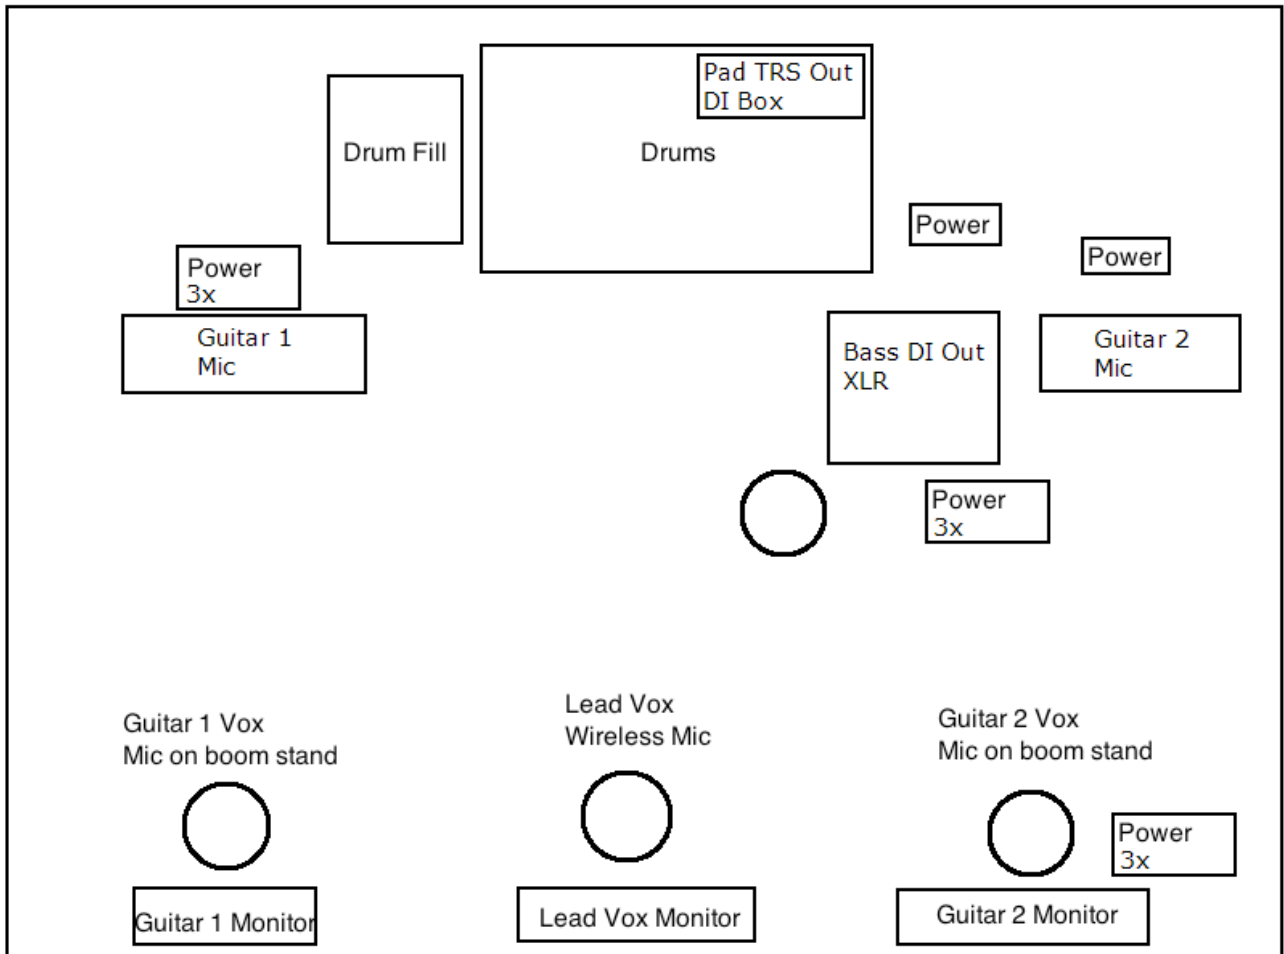 Pad TRS Out
DI Box
Drum Fill
Drums
Power
Power
Power
3x
Guitar 1
Mic
Bass DI Out
XLR
Guitar 2
Mic
Power
3x
Guitar 1 Vox
Mic on boom stand
Lead Vox
Wireless Mic
Guitar 2 Vox
Mic on boom stand
Power
3x
Guitar 1 Monitor
Lead Vox Monitor
Guitar 2 Monitor